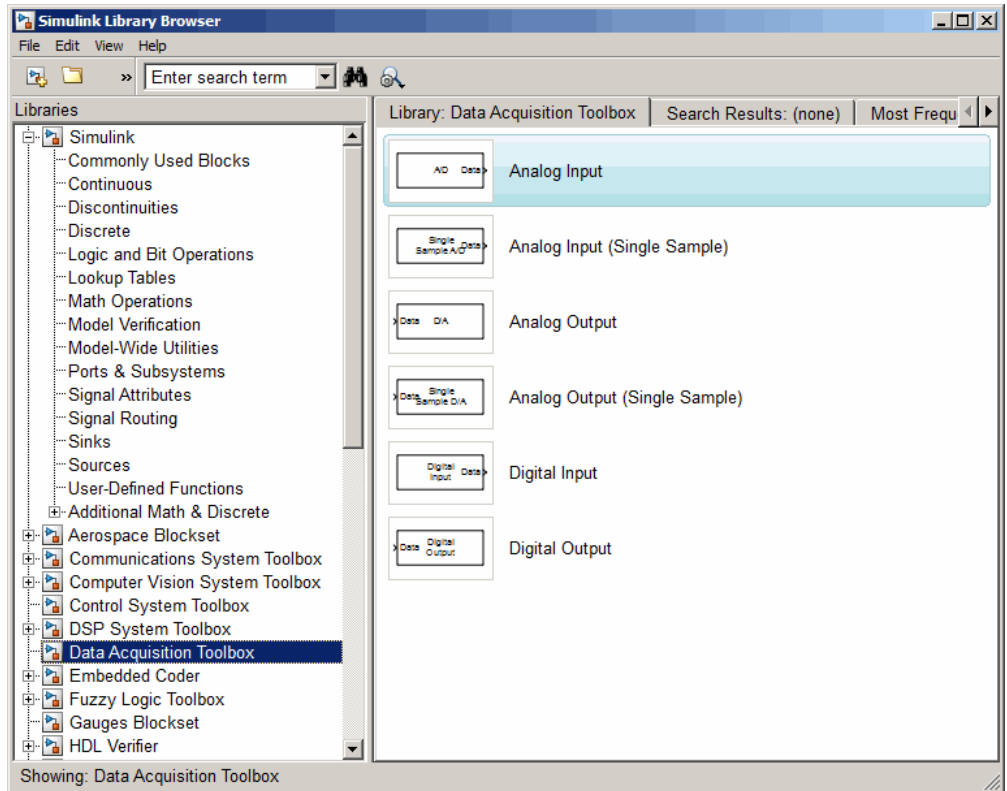 Simulink Library Browser
File Edit View Help
» Enter search term
Libraries
Simulink
Commonly Used Blocks
Continuous
Discontinuities
Discrete
Logic and Bit Operations
Lookup Tables
Math Operations
Model Verification
Model-Wide Utilities
Ports & Subsystems
Signal Attributes
Signal Routing
Sinks
Sources
User-Defined Functions
Additional Math & Discrete
Aerospace Blockset
Communications System Toolbox
Computer Vision System Toolbox
Control System Toolbox
DSP System Toolbox
Data Acquisition Toolbox
Embedded Coder
Fuzzy Logic Toolbox
Gauges Blockset
HDL Verifier
Library: Data Acquisition Toolbox Search Results: (none) Most Frequ
A/D Data Analog Input
Single Sample A/D Data Analog Input (Single Sample)
Data D/A Analog Output
Data Single Sample D/A Analog Output (Single Sample)
Digital Input Data Digital Input
Data Digital Output Digital Output
Showing: Data Acquisition Toolbox